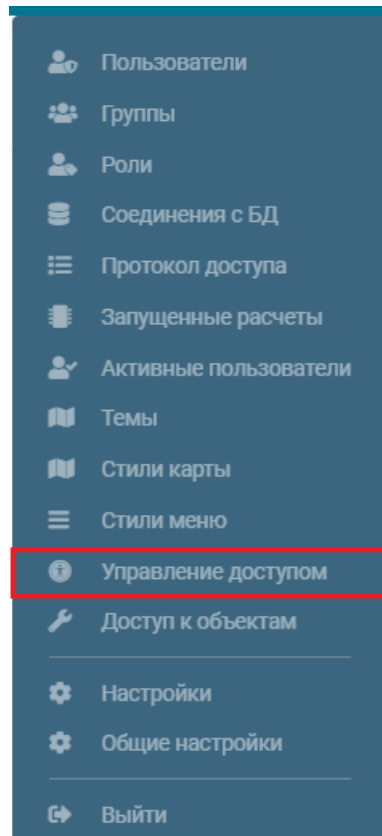 Пользователи
Группы
Роли
Соединения с БД
Протокол доступа
Запущенные расчеты
Активные пользователи
Темы
Стили карты
Стили меню
Управление доступом
Доступ к объектам
Настройки
Общие настройки
Выйти